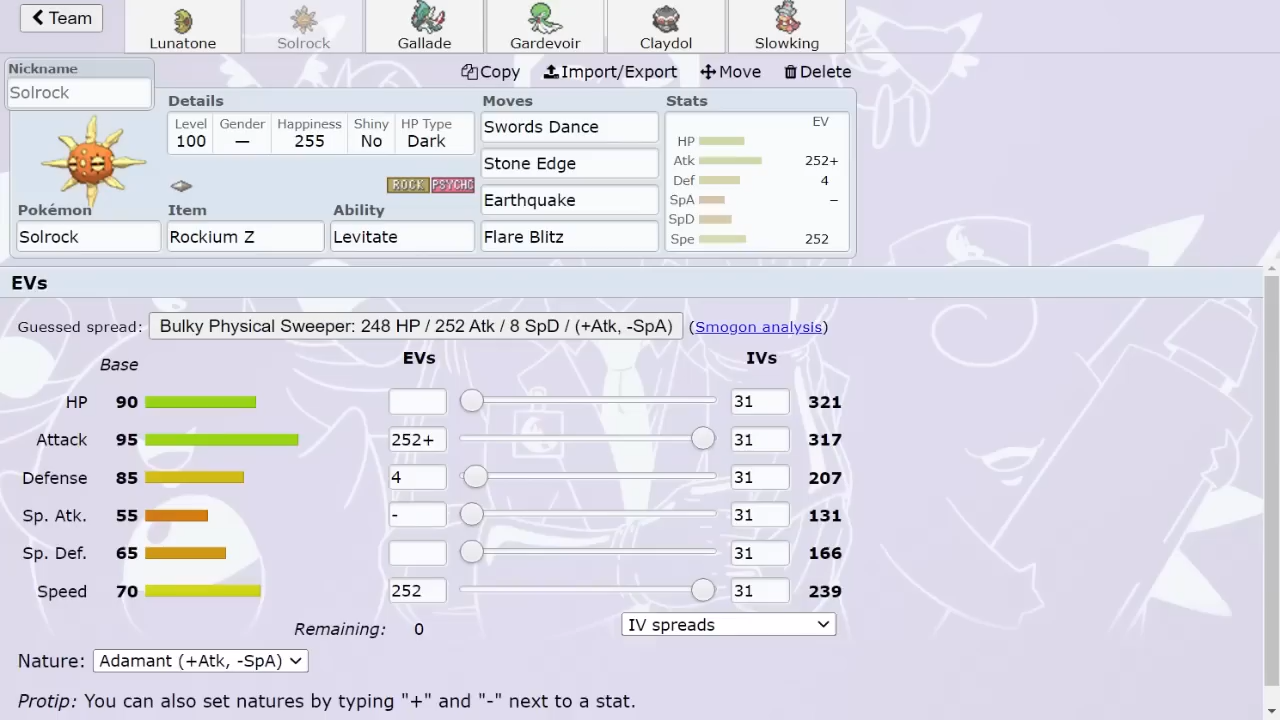 Team
Lunatone
Solrock
Gallade
Gardevoir
Claydol
Slowking
Nickname
Solrock
Copy
Import/Export
Move
Delete
Details
Level
100
Gender
—
Happiness
255
Shiny
No
HP Type
Dark
ROCK
PSYCHC
Pokémon
Solrock
Item
Rockium Z
Ability
Levitate
Moves
Swords Dance
Stone Edge
Earthquake
Flare Blitz
Stats
EV
HP
Atk 252+
Def 4
SpA –
SpD
Spe 252
EVs
Guessed spread: Bulky Physical Sweeper: 248 HP / 252 Atk / 8 SpD / (+Atk, -SpA) (Smogon analysis)
Base EVs IVs
HP 90 31 321
Attack 95 252+ 31 317
Defense 85 4 31 207
Sp. Atk. 55 - 31 131
Sp. Def. 65 31 166
Speed 70 252 31 239
Remaining: 0
IV spreads
Nature: Adamant (+Atk, -SpA)
Protip: You can also set natures by typing "+" and "-" next to a stat.